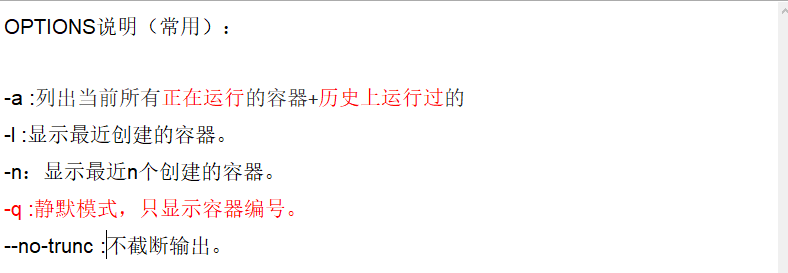 OPTIONS说明（常用）：
-a :列出当前所有正在运行的容器+历史上运行过的
-l :显示最近创建的容器。
-n：显示最近n个创建的容器。
-q :静默模式，只显示容器编号。
--no-trunc :不截断输出。